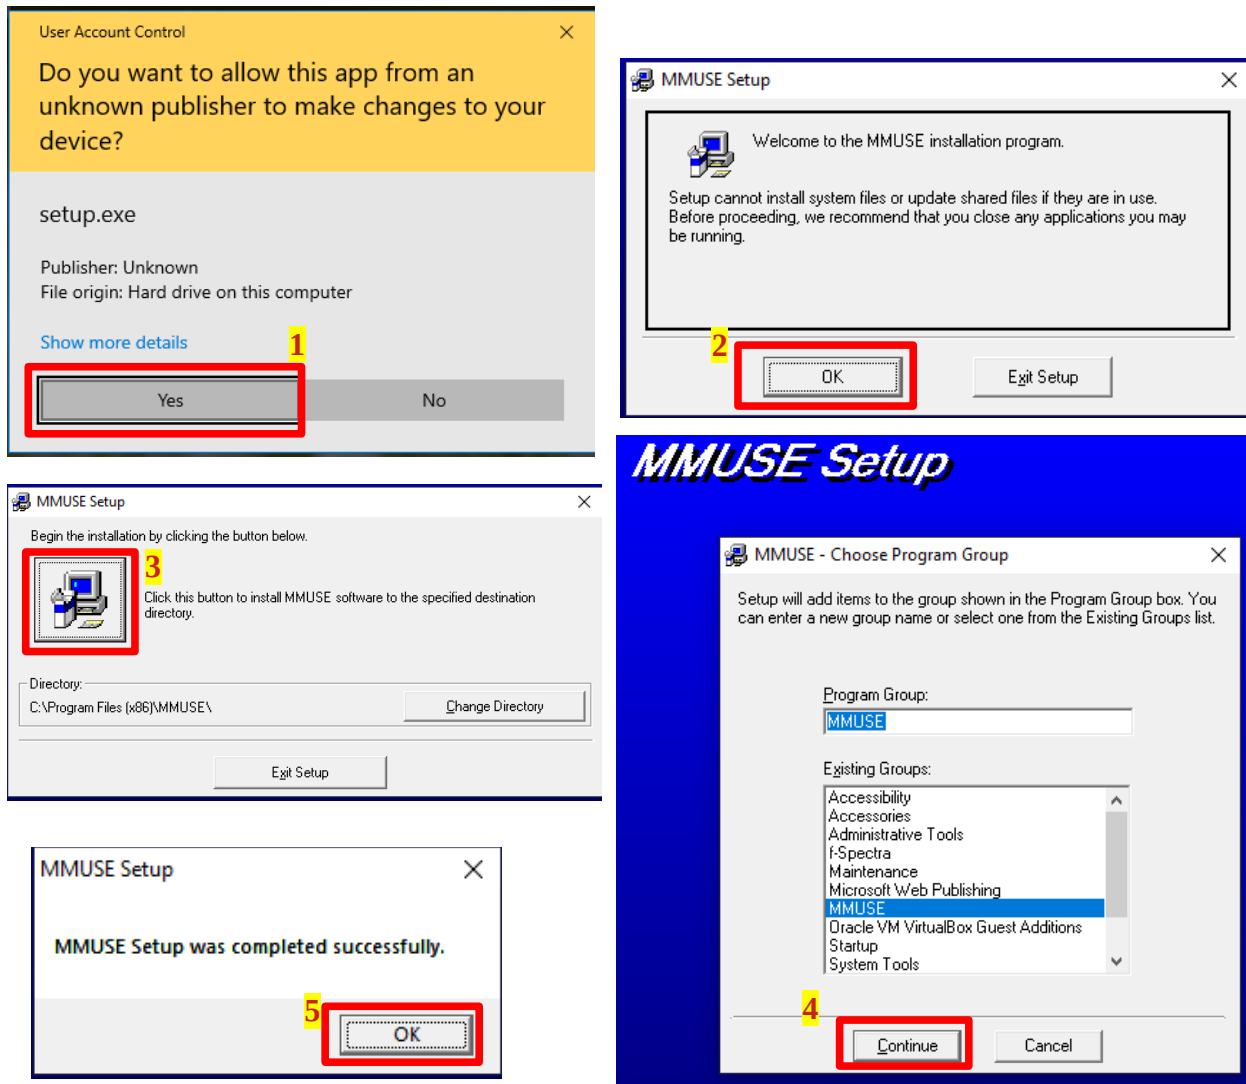 User Account Control
Do you want to allow this app from an
unknown publisher to make changes to your
device?
setup.exe
Publisher: Unknown
File origin: Hard drive on this computer
Show more details
1
Yes
No
MMUSE Setup
Welcome to the MMUSE installation program.
Setup cannot install system files or update shared files if they are in use.
Before proceeding, we recommend that you close any applications you may
be running.
2
OK
Exit Setup
MMUSE Setup
Begin the installation by clicking the button below.
3
Click this button to install MMUSE software to the specified destination
directory.
Directory:
C:\Program Files (x86)\MMUSE\
Change Directory
Exit Setup
MMUSE Setup
MMUSE - Choose Program Group
Setup will add items to the group shown in the Program Group box. You
can enter a new group name or select one from the Existing Groups list.
Program Group:
MMUSE
Existing Groups:
Accessibility
Accessories
Administrative Tools
f-Spectra
Maintenance
Microsoft Web Publishing
MMUSE
Oracle VM VirtualBox Guest Additions
Startup
System Tools
4
Continue
Cancel
MMUSE Setup
MMUSE Setup was completed successfully.
5
OK